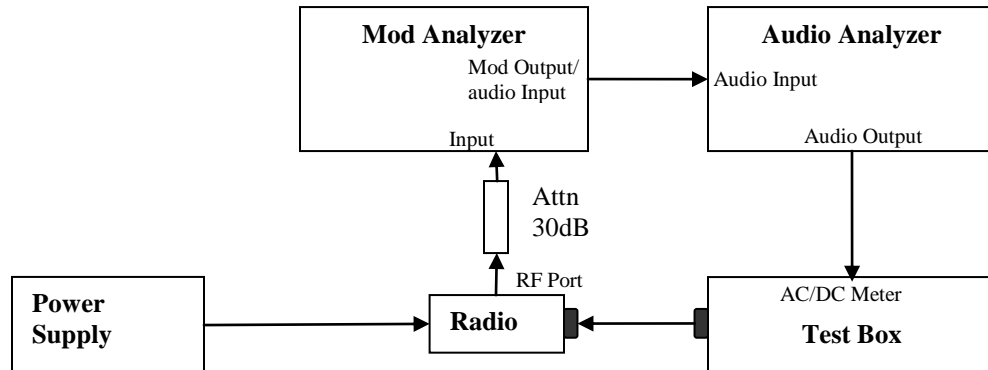 Mod Analyzer
Mod Output/
audio Input
Input
Audio Analyzer
Audio Input
Audio Output
Attn
30dB
RF Port
Power
Supply
Radio
AC/DC Meter
Test Box